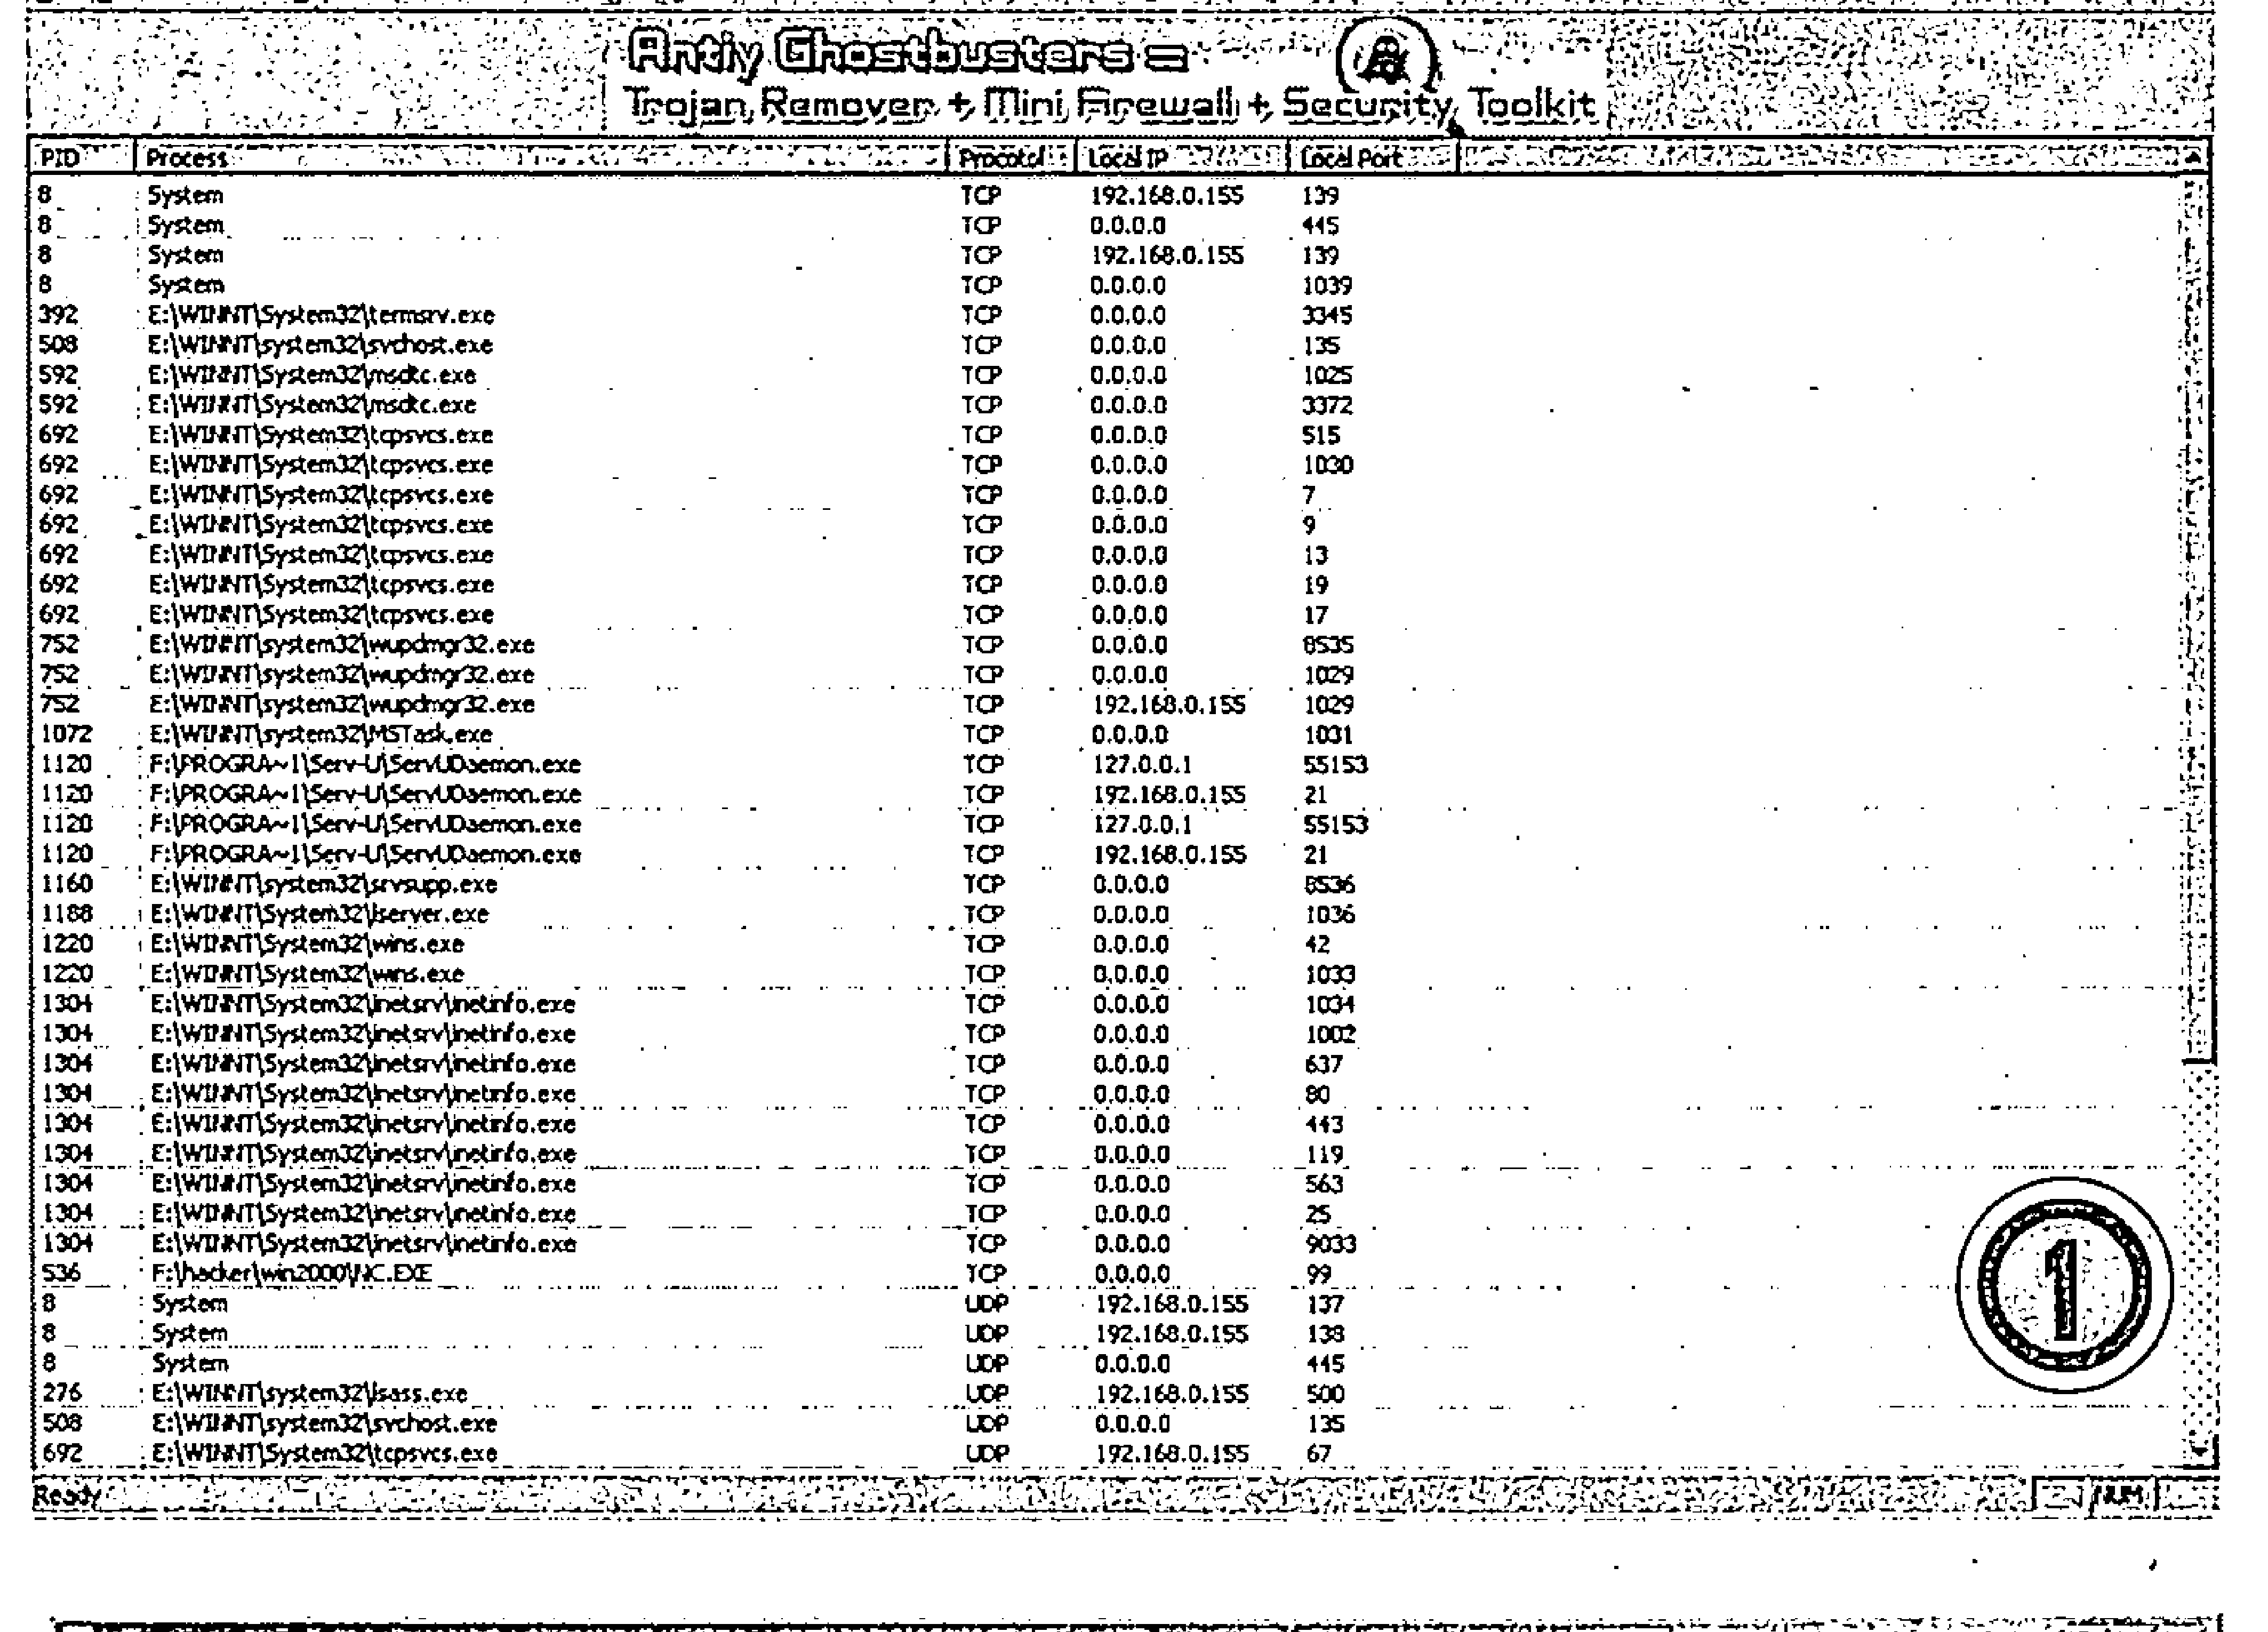 Antiy Ghostbusters =
Trojan Remover + Mini Firewall + Security Toolkit
PID Process Procotol Local IP Local Port
8 System TCP 192.168.0.155 139
8 System TCP 0.0.0.0 445
8 System TCP 192.168.0.155 139
8 System TCP 0.0.0.0 1039
392 E:\WINNT\System32\termsrv.exe TCP 0.0.0.0 3345
508 E:\WINNT\system32\svchost.exe TCP 0.0.0.0 135
592 E:\WINNT\System32\msdtc.exe TCP 0.0.0.0 1025
592 E:\WINNT\System32\msdtc.exe TCP 0.0.0.0 3372
692 E:\WINNT\System32\tcpsvcs.exe TCP 0.0.0.0 515
692 E:\WINNT\System32\tcpsvcs.exe TCP 0.0.0.0 1030
692 E:\WINNT\System32\tcpsvcs.exe TCP 0.0.0.0 7
692 E:\WINNT\System32\tcpsvcs.exe TCP 0.0.0.0 9
692 E:\WINNT\System32\tcpsvcs.exe TCP 0.0.0.0 13
692 E:\WINNT\System32\tcpsvcs.exe TCP 0.0.0.0 19
692 E:\WINNT\System32\tcpsvcs.exe TCP 0.0.0.0 17
752 E:\WINNT\system32\wupdmgr32.exe TCP 0.0.0.0 8535
752 E:\WINNT\system32\wupdmgr32.exe TCP 0.0.0.0 1029
752 E:\WINNT\system32\wupdmgr32.exe TCP 192.168.0.155 1029
1072 E:\WINNT\system32\MSTask.exe TCP 0.0.0.0 1031
1120 F:\PROGRA~1\Serv-U\ServUDaemon.exe TCP 127.0.0.1 55153
1120 F:\PROGRA~1\Serv-U\ServUDaemon.exe TCP 192.168.0.155 21
1120 F:\PROGRA~1\Serv-U\ServUDaemon.exe TCP 127.0.0.1 55153
1120 F:\PROGRA~1\Serv-U\ServUDaemon.exe TCP 192.168.0.155 21
1160 E:\WINNT\system32\srvsupp.exe TCP 0.0.0.0 8536
1188 E:\WINNT\System32\lserver.exe TCP 0.0.0.0 1036
1220 E:\WINNT\System32\wins.exe TCP 0.0.0.0 42
1220 E:\WINNT\System32\wins.exe TCP 0.0.0.0 1033
1304 E:\WINNT\System32\inetsrv\inetinfo.exe TCP 0.0.0.0 1034
1304 E:\WINNT\System32\inetsrv\inetinfo.exe TCP 0.0.0.0 1002
1304 E:\WINNT\System32\inetsrv\inetinfo.exe TCP 0.0.0.0 637
1304 E:\WINNT\System32\inetsrv\inetinfo.exe TCP 0.0.0.0 80
1304 E:\WINNT\System32\inetsrv\inetinfo.exe TCP 0.0.0.0 443
1304 E:\WINNT\System32\inetsrv\inetinfo.exe TCP 0.0.0.0 119
1304 E:\WINNT\System32\inetsrv\inetinfo.exe TCP 0.0.0.0 563
1304 E:\WINNT\System32\inetsrv\inetinfo.exe TCP 0.0.0.0 25
1304 E:\WINNT\System32\inetsrv\inetinfo.exe TCP 0.0.0.0 9033
536 F:\hacker\win2000\NC.EXE TCP 0.0.0.0 99
8 System UDP 192.168.0.155 137
8 System UDP 192.168.0.155 138
8 System UDP 0.0.0.0 445
276 E:\WINNT\system32\lsass.exe UDP 192.168.0.155 500
508 E:\WINNT\system32\svchost.exe UDP 0.0.0.0 135
692 E:\WINNT\System32\tcpsvcs.exe UDP 192.168.0.155 67
1
Ready NUM